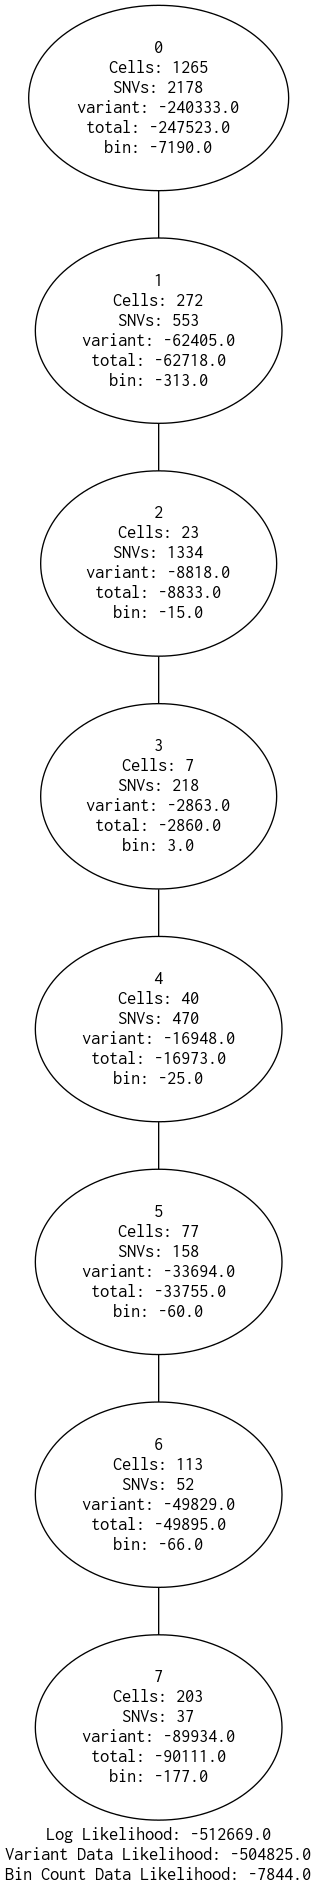 0
Cells: 1265
SNVs: 2178
variant: -240333.0
total: -247523.0
bin: -7190.0
1
Cells: 272
SNVs: 553
variant: -62405.0
total: -62718.0
bin: -313.0
2
Cells: 23
SNVs: 1334
variant: -8818.0
total: -8833.0
bin: -15.0
3
Cells: 7
SNVs: 218
variant: -2863.0
total: -2860.0
bin: 3.0
4
Cells: 40
SNVs: 470
variant: -16948.0
total: -16973.0
bin: -25.0
5
Cells: 77
SNVs: 158
variant: -33694.0
total: -33755.0
bin: -60.0
6
Cells: 113
SNVs: 52
variant: -49829.0
total: -49895.0
bin: -66.0
7
Cells: 203
SNVs: 37
variant: -89934.0
total: -90111.0
bin: -177.0
Log Likelihood: -512669.0
Variant Data Likelihood: -504825.0
Bin Count Data Likelihood: -7844.0